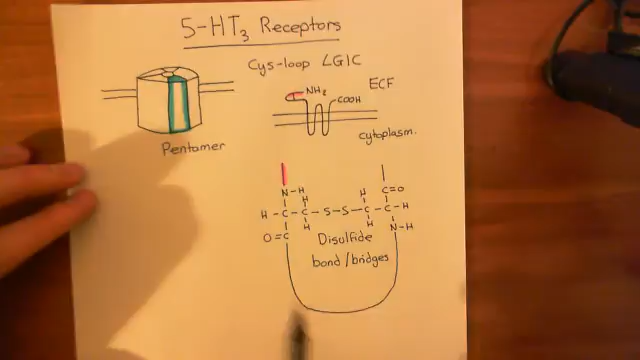 5-HT₃ Receptors
Cys-loop LGIC
NH₂
COOH
ECF
cytoplasm.
Pentamer
N-H
C=O
H
H
H-C-C-S-S-C-C-H
H
H
O=C
N-H
Disulfide
bond/bridges